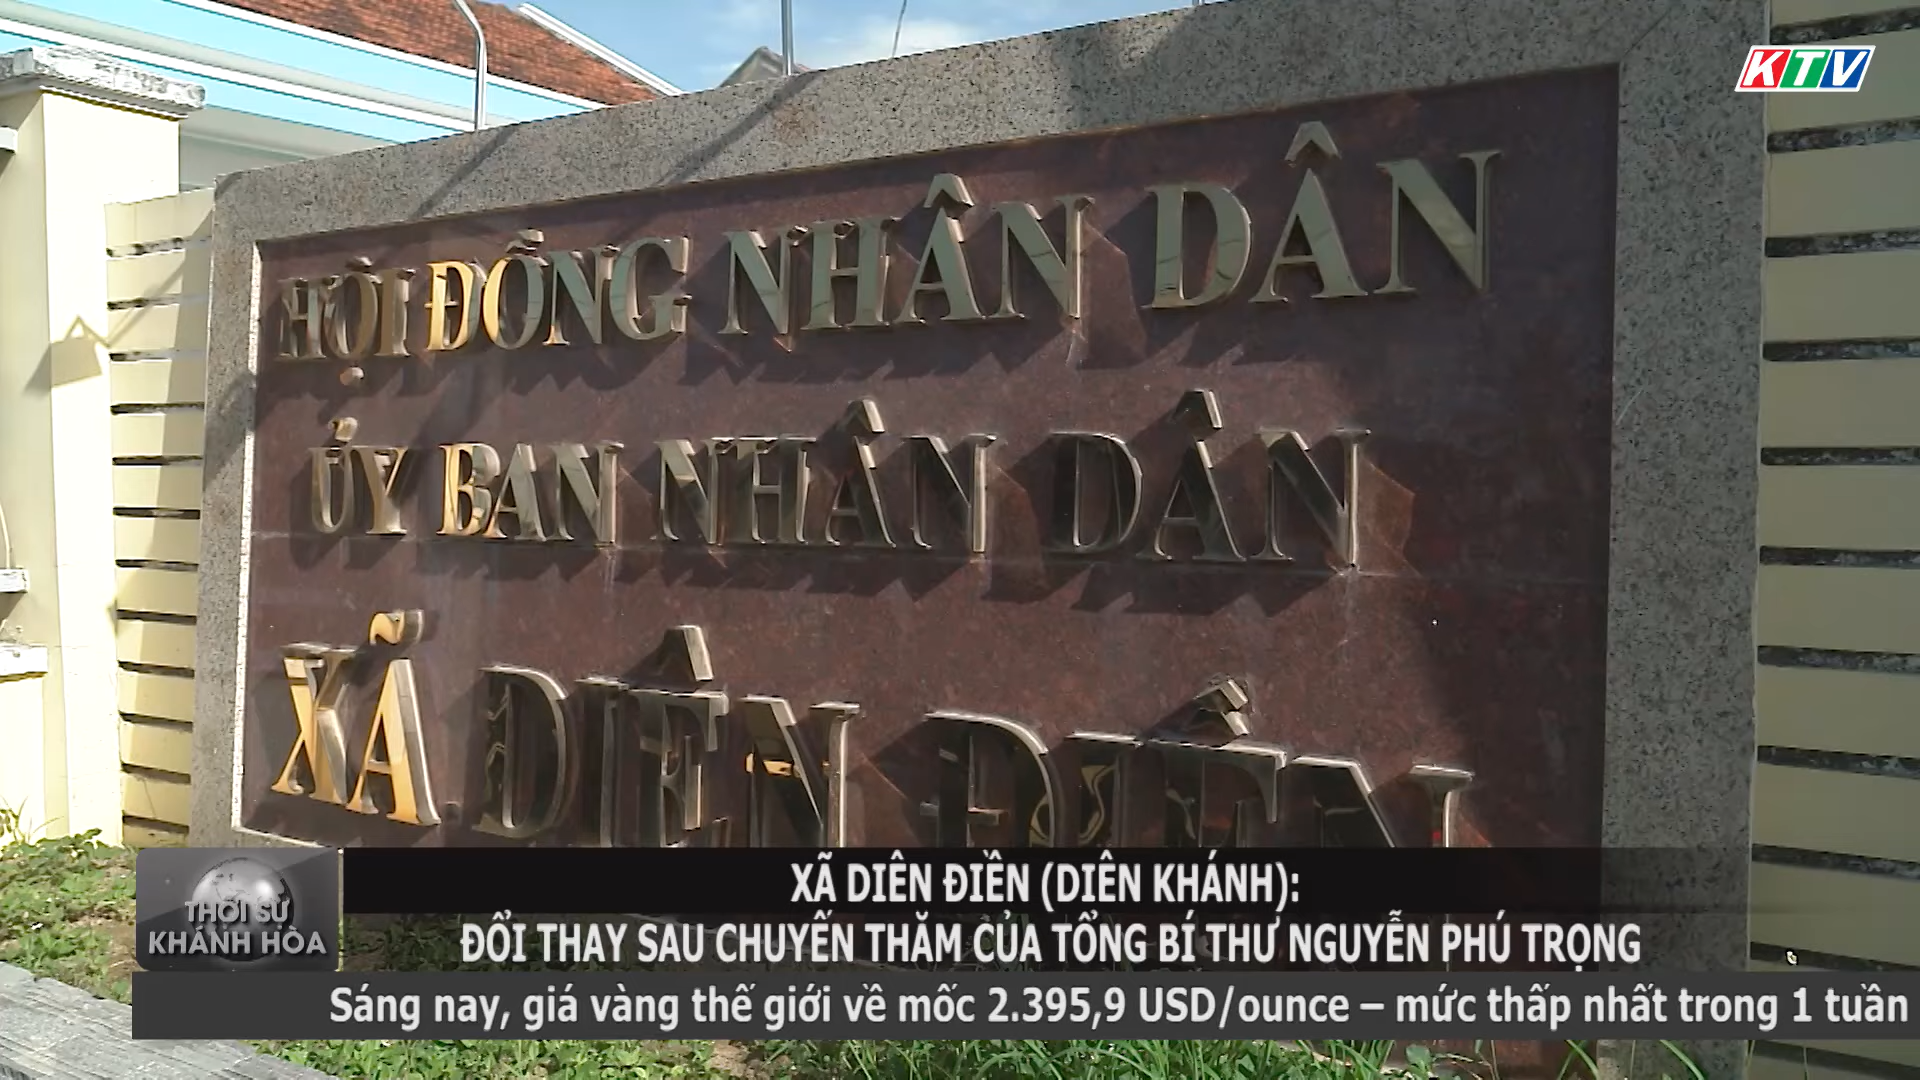 KTV
HỘI ĐỒNG NHÂN DÂN
ỦY BAN NHÂN DÂN
XÃ DIÊN ĐIỀN
THỜI SỰ
KHÁNH HÒA
XÃ DIÊN ĐIỀN (DIÊN KHÁNH):
ĐỔI THAY SAU CHUYẾN THĂM CỦA TỔNG BÍ THƯ NGUYỄN PHÚ TRỌNG
Sáng nay, giá vàng thế giới về mốc 2.395,9 USD/ounce – mức thấp nhất trong 1 tuần